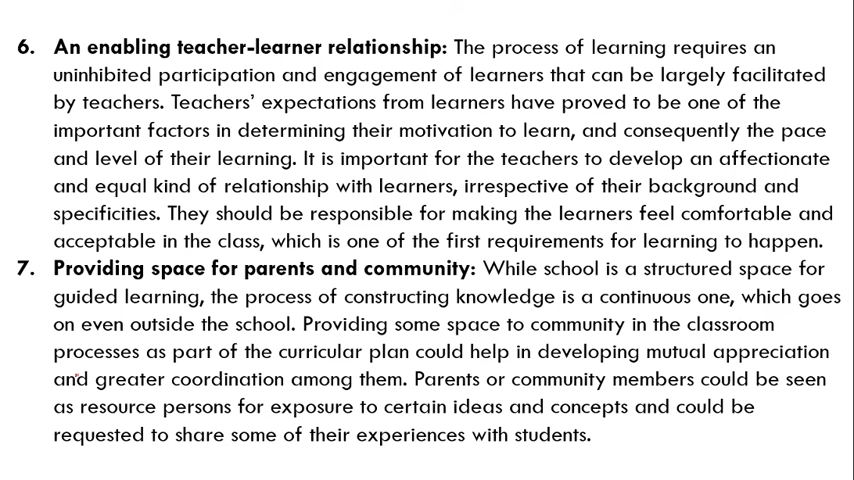 6. An enabling teacher-learner relationship: The process of learning requires an
uninhibited participation and engagement of learners that can be largely facilitated
by teachers. Teachers' expectations from learners have proved to be one of the
important factors in determining their motivation to learn, and consequently the pace
and level of their learning. It is important for the teachers to develop an affectionate
and equal kind of relationship with learners, irrespective of their background and
specificities. They should be responsible for making the learners feel comfortable and
acceptable in the class, which is one of the first requirements for learning to happen.
7. Providing space for parents and community: While school is a structured space for
guided learning, the process of constructing knowledge is a continuous one, which goes
on even outside the school. Providing some space to community in the classroom
processes as part of the curricular plan could help in developing mutual appreciation
and greater coordination among them. Parents or community members could be seen
as resource persons for exposure to certain ideas and concepts and could be
requested to share some of their experiences with students.